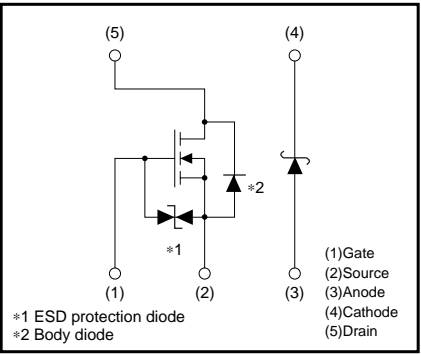 (5) (4)
∗2
∗1
(1) (2) (3)
(1)Gate
(2)Source
(3)Anode
(4)Cathode
(5)Drain
∗1 ESD protection diode
∗2 Body diode